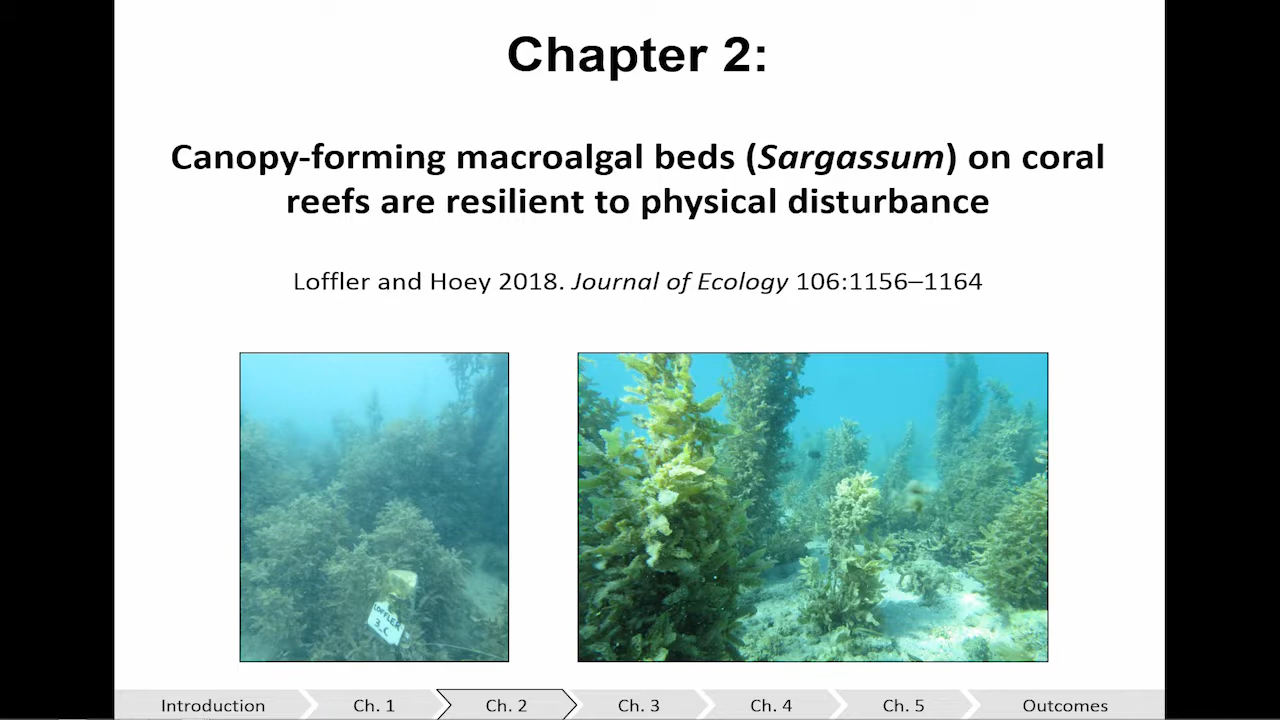 Chapter 2:
Canopy-forming macroalgal beds (Sargassum) on coral
reefs are resilient to physical disturbance
Loffler and Hoey 2018. Journal of Ecology 106:1156–1164
LOFFLER
Introduction
Ch. 1
Ch. 2
Ch. 3
Ch. 4
Ch. 5
Outcomes